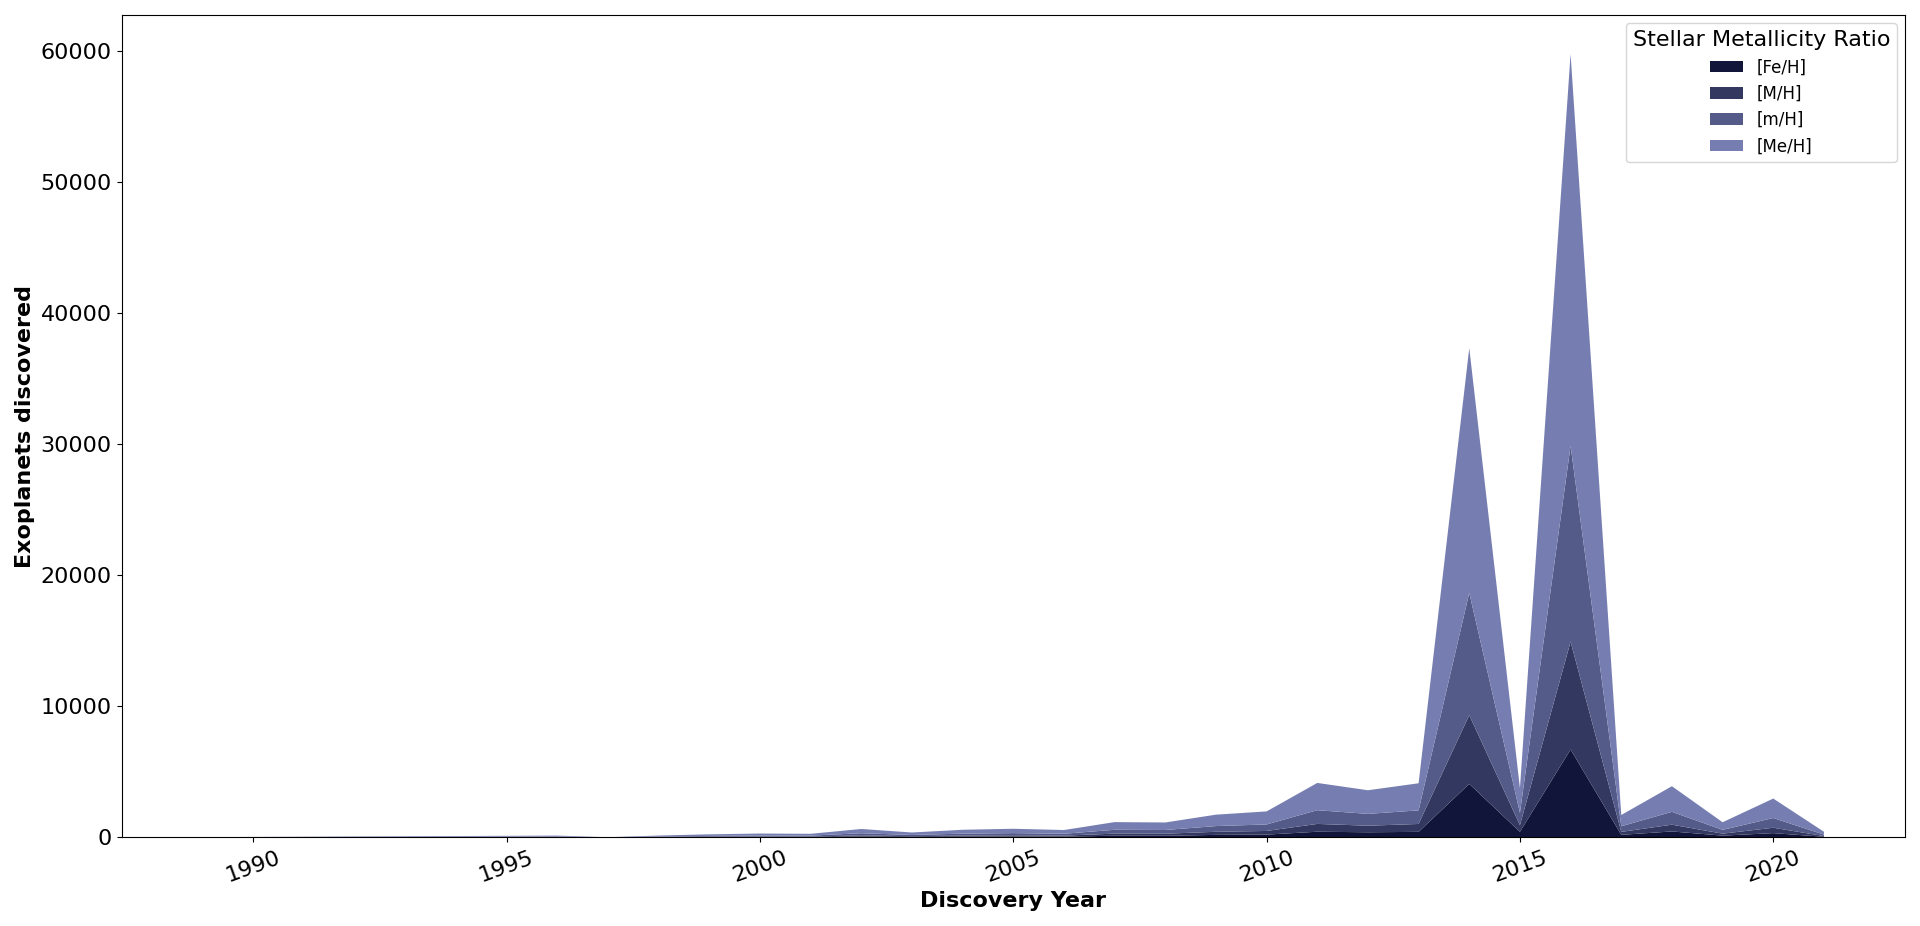 Stellar Metallicity Ratio
[Fe/H]
[M/H]
[m/H]
[Me/H]
Exoplanets discovered
60000
50000
40000
30000
20000
10000
0
1990
1995
2000
2005
2010
2015
2020
Discovery Year